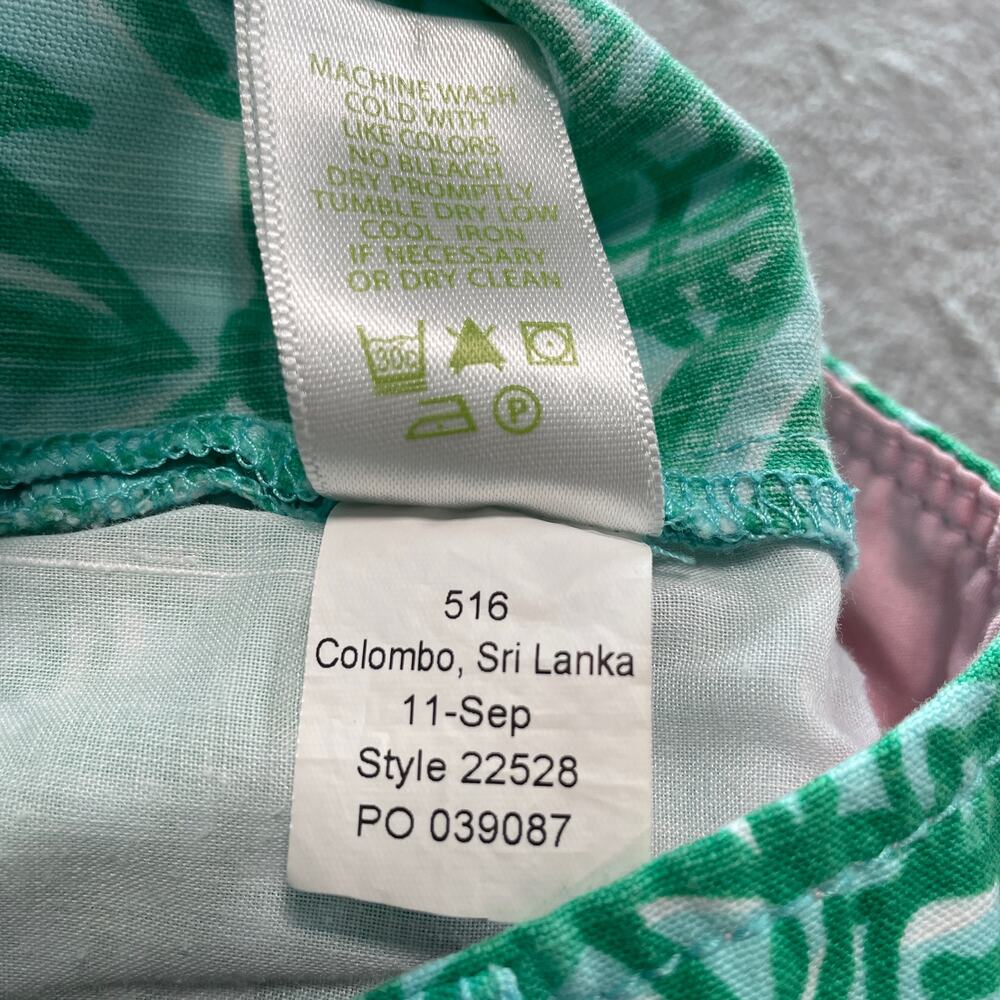 MACHINE WASH
COLD WITH
LIKE COLORS
NO BLEACH
DRY PROMPTLY
TUMBLE DRY LOW
COOL IRON
IF NECESSARY
OR DRY CLEAN
30c
P
516
Colombo, Sri Lanka
11-Sep
Style 22528
PO 039087